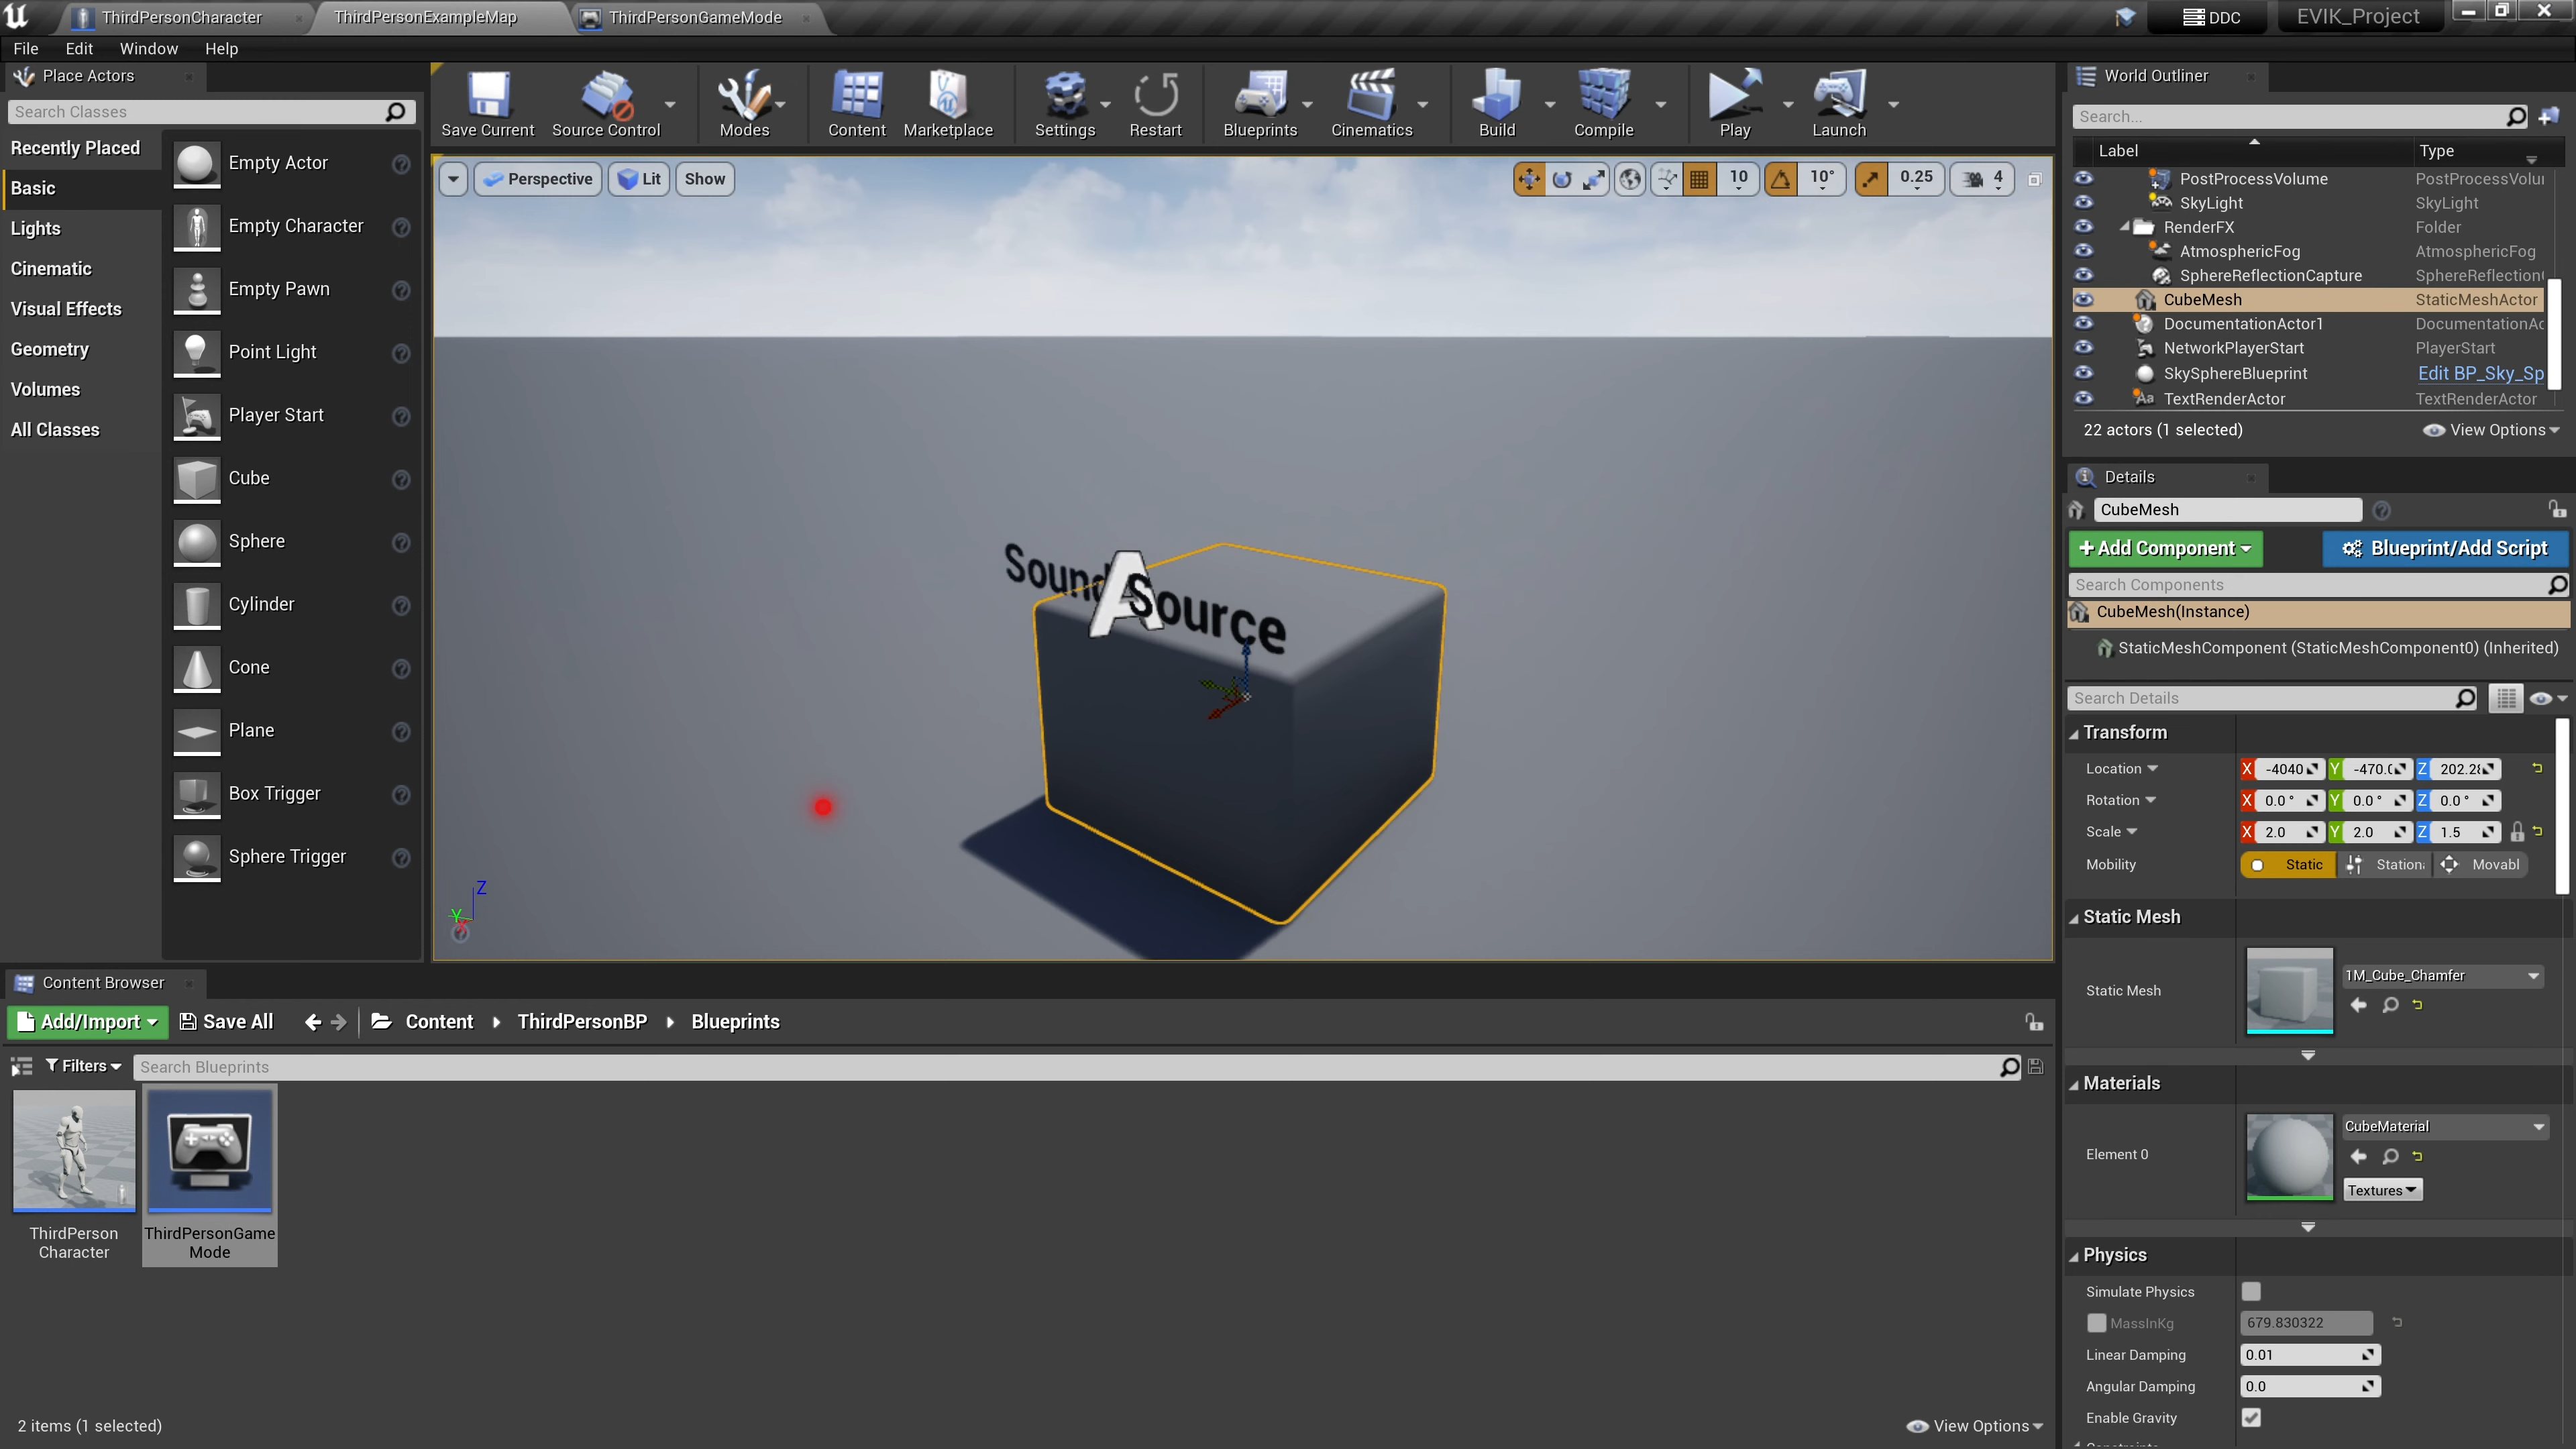 ThirdPersonCharacter
ThirdPersonExampleMap
ThirdPersonGameMode
DDC
EVIK_Project
File Edit Window Help
Place Actors
Search Classes
Recently Placed
Basic
Lights
Cinematic
Visual Effects
Geometry
Volumes
All Classes
Empty Actor
Empty Character
Empty Pawn
Point Light
Player Start
Cube
Sphere
Cylinder
Cone
Plane
Box Trigger
Sphere Trigger
Save Current
Source Control
Modes
Content
Marketplace
Settings
Restart
Blueprints
Cinematics
Build
Compile
Play
Launch
Perspective
Lit
Show
10
10°
0.25
4
Sound Source
A
Z
Y
World Outliner
Search...
Label Type
PostProcessVolume PostProcessVolu
SkyLight SkyLight
RenderFX Folder
AtmosphericFog AtmosphericFog
SphereReflectionCapture SphereReflection
CubeMesh StaticMeshActor
DocumentationActor1 DocumentationAc
NetworkPlayerStart PlayerStart
SkySphereBlueprint Edit BP_Sky_Sp
TextRenderActor TextRenderActor
22 actors (1 selected)
View Options
Details
CubeMesh
+Add Component
Blueprint/Add Script
Search Components
CubeMesh(Instance)
StaticMeshComponent (StaticMeshComponent0) (Inherited)
Search Details
Transform
Location X -4040 Y -470.0 Z 202.28
Rotation X 0.0 ° Y 0.0 ° Z 0.0 °
Scale X 2.0 Y 2.0 Z 1.5
Mobility Static Station Movabl
Static Mesh
Static Mesh
1M_Cube_Chamfer
Materials
Element 0
CubeMaterial
Textures
Physics
Simulate Physics
MassInKg 679.830322
Linear Damping 0.01
Angular Damping 0.0
Enable Gravity
Content Browser
Add/Import
Save All
Content
ThirdPersonBP
Blueprints
Filters
Search Blueprints
ThirdPerson
Character
ThirdPersonGame
Mode
2 items (1 selected)
View Options